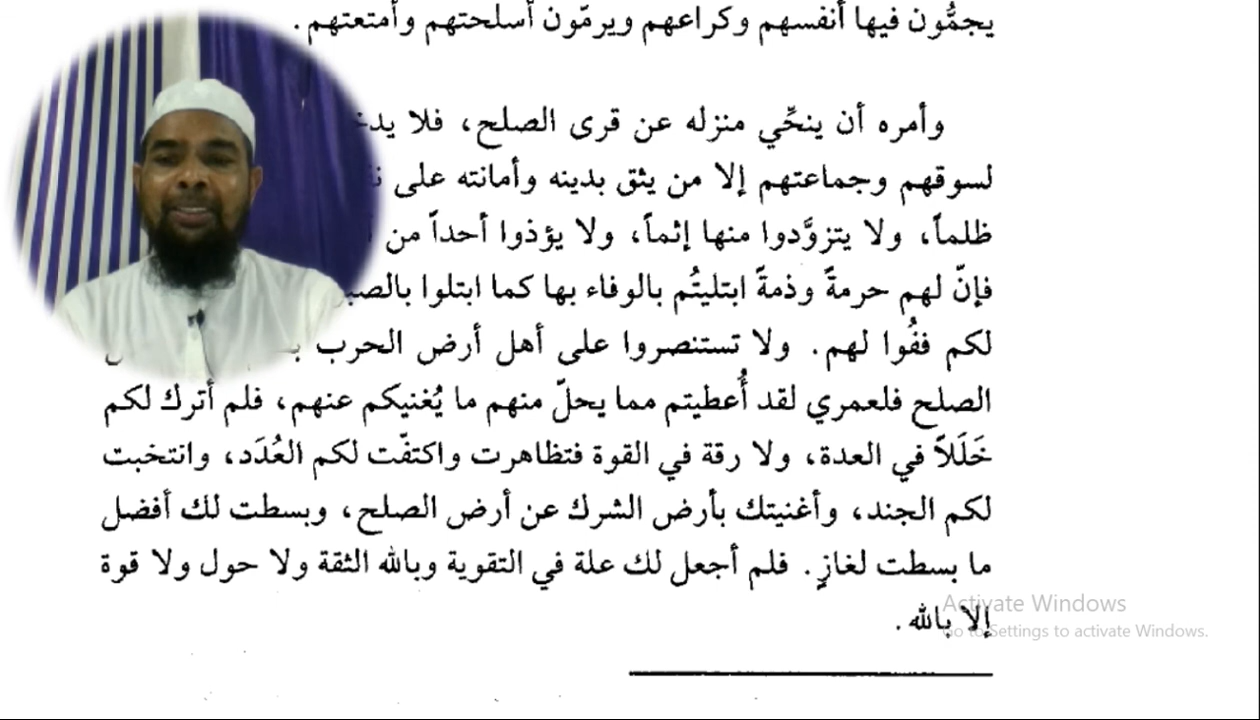 يجمُّون فيها أنفسهم وكراعهم ويرمّون أسلحتهم وأمتعتهم.
وأمره أن ينحِّي منزله عن قرى الصلح، فلا
لسوقهم وجماعتهم إلا من يثق بدينه وأمانته على
ظلماً، ولا يتزوَّدوا منها إثماً، ولا يؤذوا أحداً من
فإنّ لهم حرمةً وذمةً ابتليتُم بالوفاء بها كما ابتلوا
لكم ففُوا لهم. ولا تستنصروا على أهل أرض الحرب
الصلح فلعمري لقد أُعطيتم مما يحلّ منهم ما يُغنيكم عنهم، فلم أترك لكم
خَلَلاً في العدة، ولا رقة في القوة فتظاهرت واكتفّت لكم العُدَد، وانتخبت
لكم الجند، وأغنيتك بأرض الشرك عن أرض الصلح، وبسطت لك أفضل
ما بسطت لغازٍ. فلم أجعل لك علة في التقوية وبالله الثقة ولا حول ولا قوة
إلا بالله.
Activate Windows
Go to Settings to activate Windows.